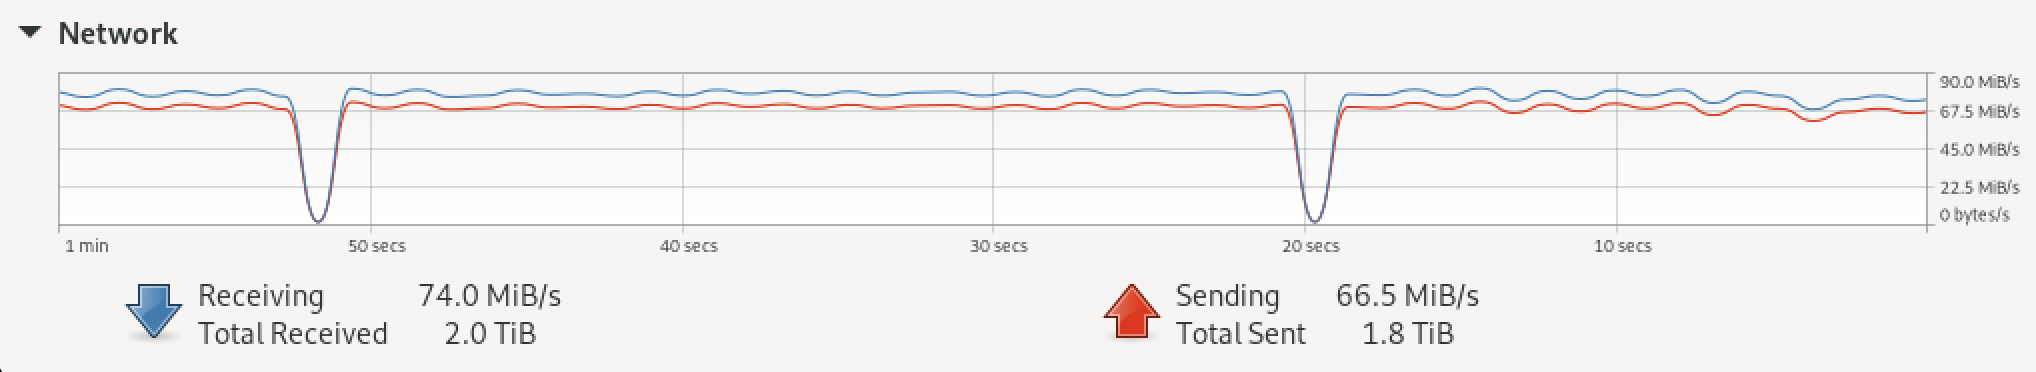 Network
90.0 MiB/s
67.5 MiB/s
45.0 MiB/s
22.5 MiB/s
0 bytes/s
1 min 50 secs 40 secs 30 secs 20 secs 10 secs
Receiving 74.0 MiB/s Sending 66.5 MiB/s
Total Received 2.0 TiB Total Sent 1.8 TiB